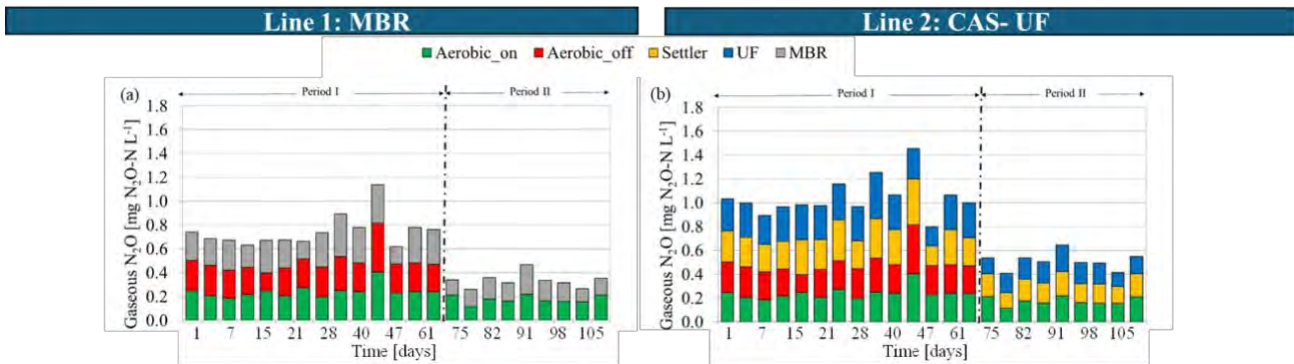 Line 1: MBR
Line 2: CAS- UF
Aerobic_on Aerobic_off Settler UF MBR
(a)
Period I
Period II
Gaseous N₂O [mg N₂O-N L⁻¹]
1.8
1.6
1.4
1.2
1.0
0.8
0.6
0.4
0.2
0.0
1 7 15 21 28 40 47 61 75 82 91 98 105
Time [days]
(b)
Period I
Period II
Gaseous N₂O [mg N₂O-N L⁻¹]
1.8
1.6
1.4
1.2
1.0
0.8
0.6
0.4
0.2
0.0
1 7 15 21 28 40 47 61 75 82 91 98 105
Time [days]